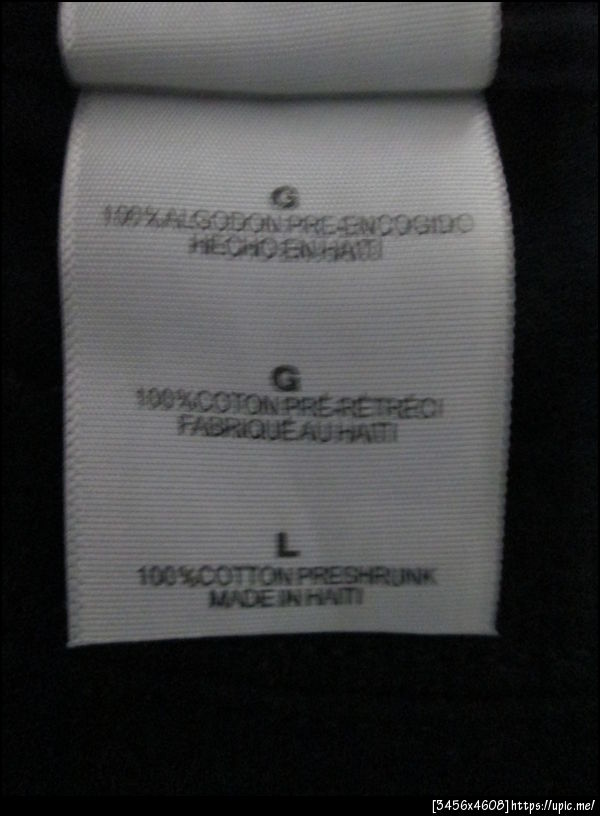 G
100% ALGODON PRE-ENCOGIDO
HECHO EN HAITI
G
100% COTON PRÉ-RÉTRÉCI
FABRIQUÉ AU HAITI
L
100% COTTON PRESHRUNK
MADE IN HAITI
[3456x4608]https://upic.me/